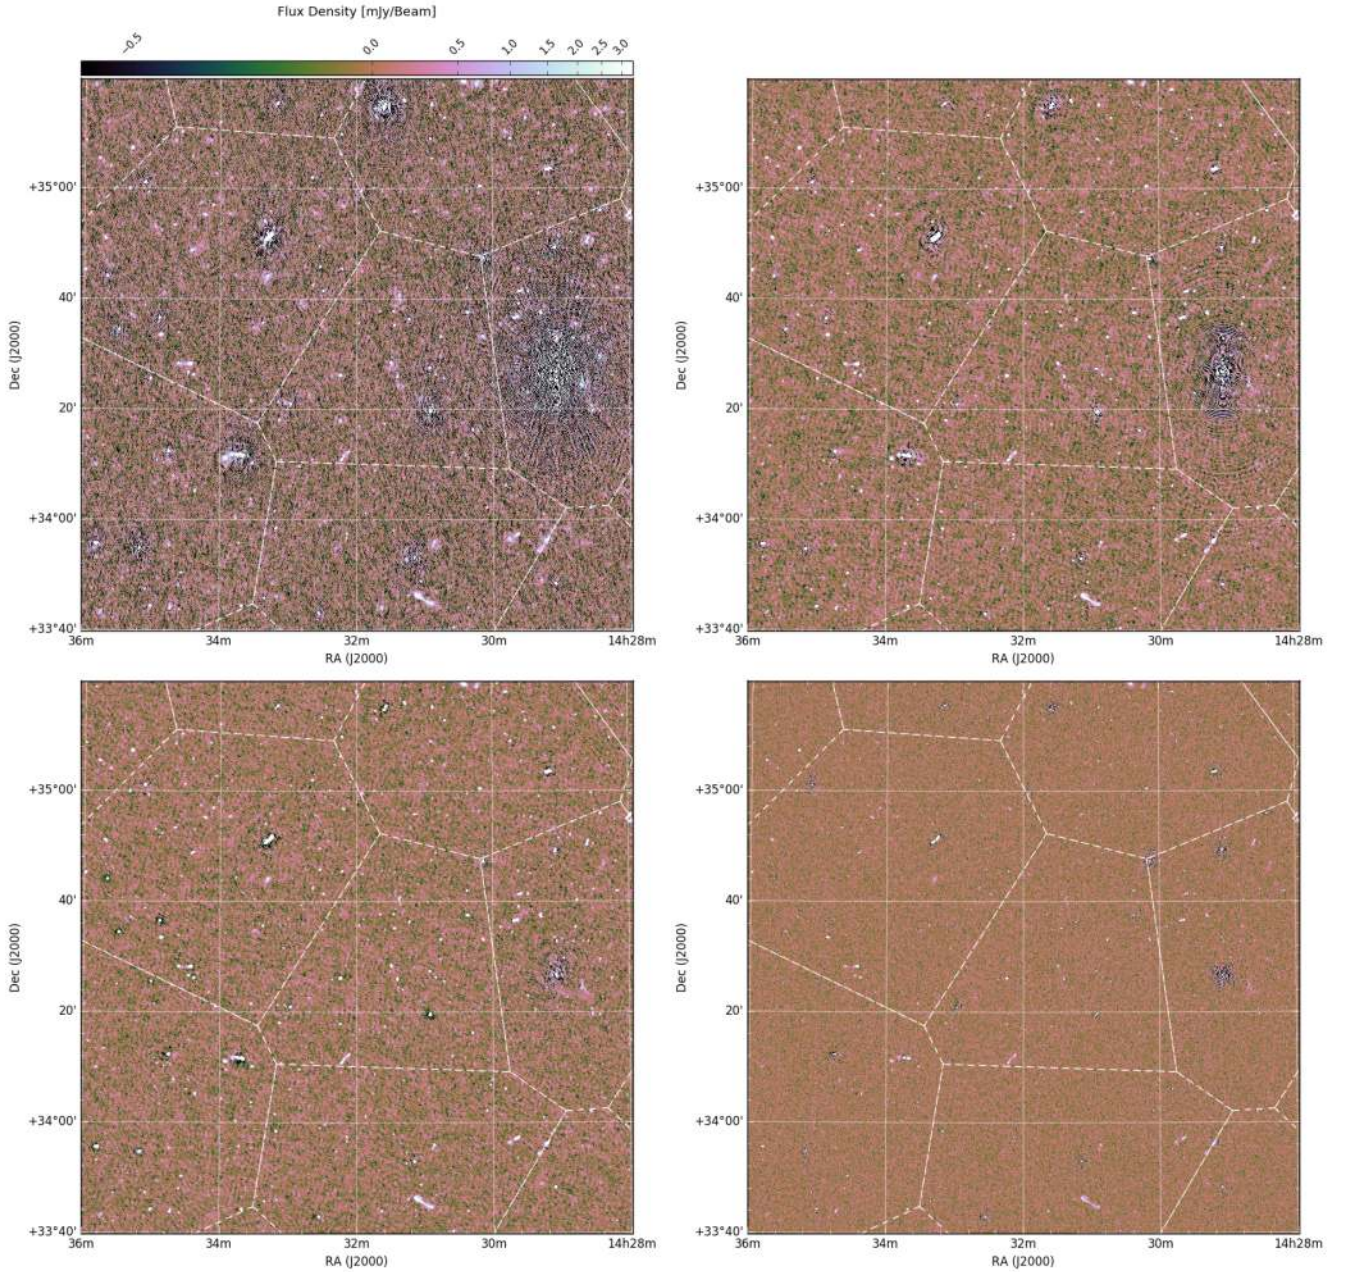 Flux Density [mJy/Beam]
−0.5 0.0 0.5 1.0 1.5 2.0 2.5 3.0
+35°00'
40'
20'
+34°00'
+33°40'
Dec (J2000)
36m 34m 32m 30m 14h28m
RA (J2000)
+35°00'
40'
20'
+34°00'
+33°40'
Dec (J2000)
36m 34m 32m 30m 14h28m
RA (J2000)
+35°00'
40'
20'
+34°00'
+33°40'
Dec (J2000)
36m 34m 32m 30m 14h28m
RA (J2000)
+35°00'
40'
20'
+34°00'
+33°40'
Dec (J2000)
36m 34m 32m 30m 14h28m
RA (J2000)